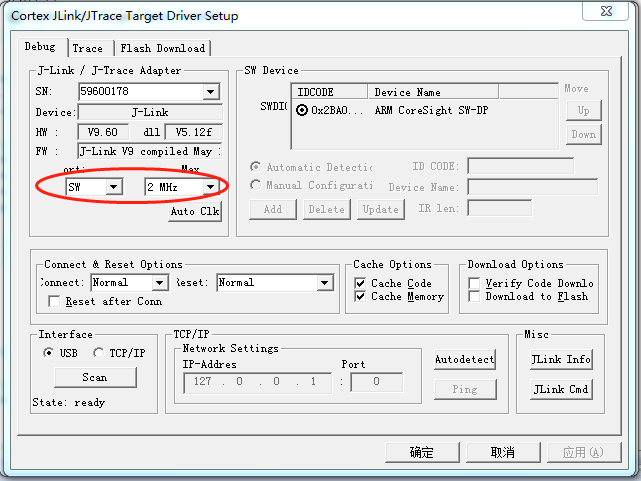 Cortex JLink/JTrace Target Driver Setup
Debug Trace Flash Download
J-Link / J-Trace Adapter
SN: 59600178
Device: J-Link
HW : V9.60 dll V5.12f
FW : J-Link V9 compiled May :
ort: Max
SW 2 MHz
Auto Clk
SW Device
IDCODE Device Name
SWDIO 0x2BA0... ARM CoreSight SW-DP
Move
Up
Down
Automatic Detectic
Manual Configurati
ID CODE:
Device Name:
Add Delete Update IR len:
Connect & Reset Options
Connect: Normal Reset: Normal
Reset after Conn
Cache Options
Cache Code
Cache Memory
Download Options
Verify Code Downlo
Download to Flash
Interface
USB TCP/IP
Scan
State: ready
TCP/IP
Network Settings
IP-Addres Port
127 . 0 . 0 . 1 : 0
Autodetect
Ping
Misc
JLink Info
JLink Cmd
确定 取消 应用(A)